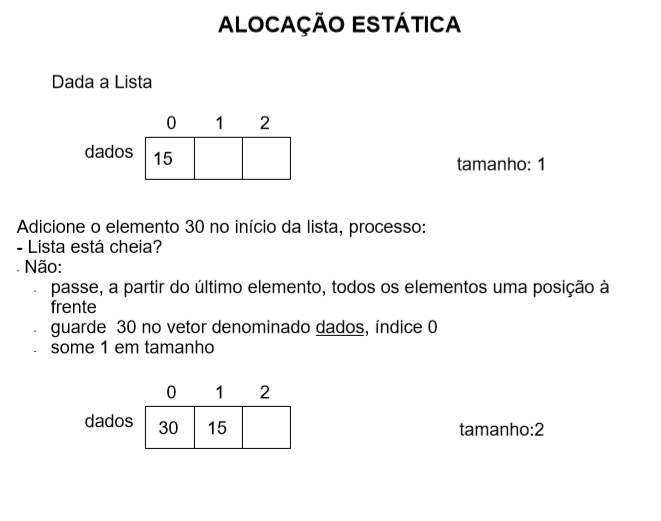 ALOCAÇÃO ESTÁTICA
Dada a Lista
0 1 2
dados 15
tamanho: 1
Adicione o elemento 30 no início da lista, processo:
- Lista está cheia?
. Não:
. passe, a partir do último elemento, todos os elementos uma posição à
frente
. guarde 30 no vetor denominado dados, índice 0
. some 1 em tamanho
0 1 2
dados 30 15
tamanho:2